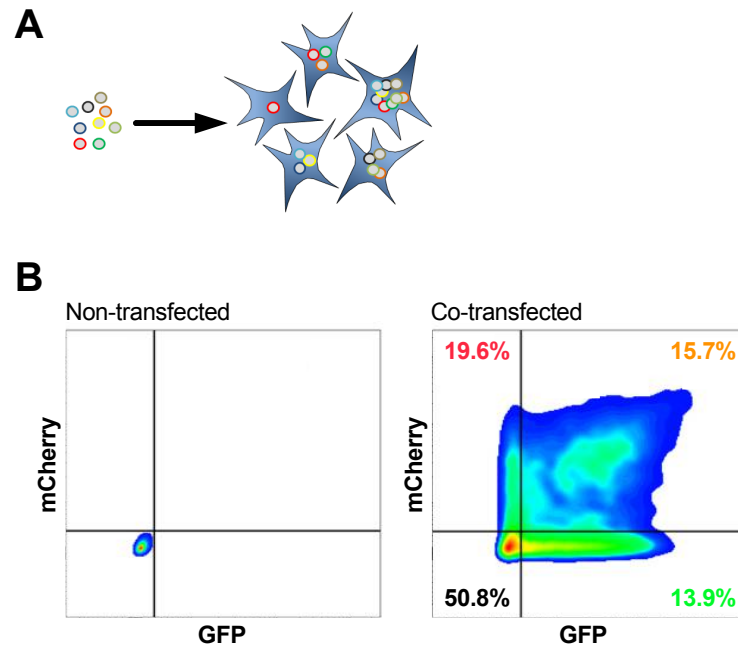 A
B
Non-transfected
Co-transfected
mCherry
GFP
mCherry
19.6%
15.7%
50.8%
13.9%
GFP